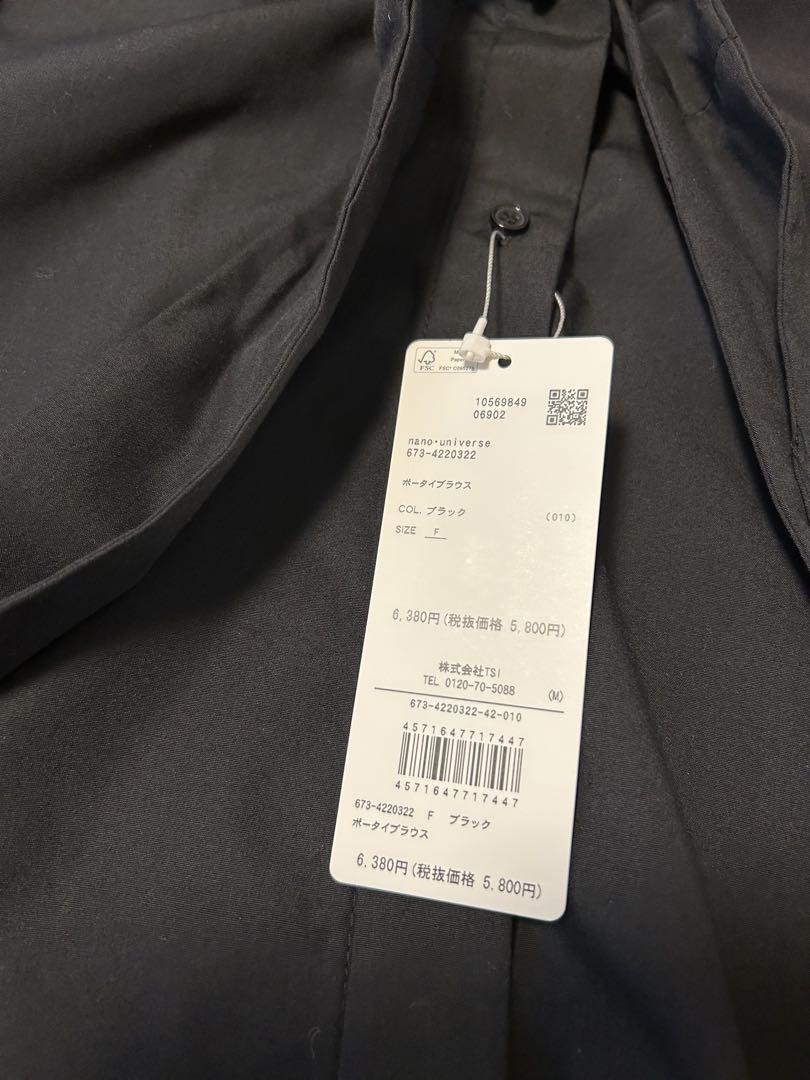 FSC
FSC®
10569849
06902
nano・universe
673-4220322
ボータイブラウス
COL. ブラック (010)
SIZE F
6,380円(税抜価格 5,800円)
株式会社TSI
TEL 0120-70-5088 (M)
673-4220322-42-010
4571647717447
4571647717447
673-4220322 F ブラック
ボータイブラウス
6,380円(税抜価格 5,800円)